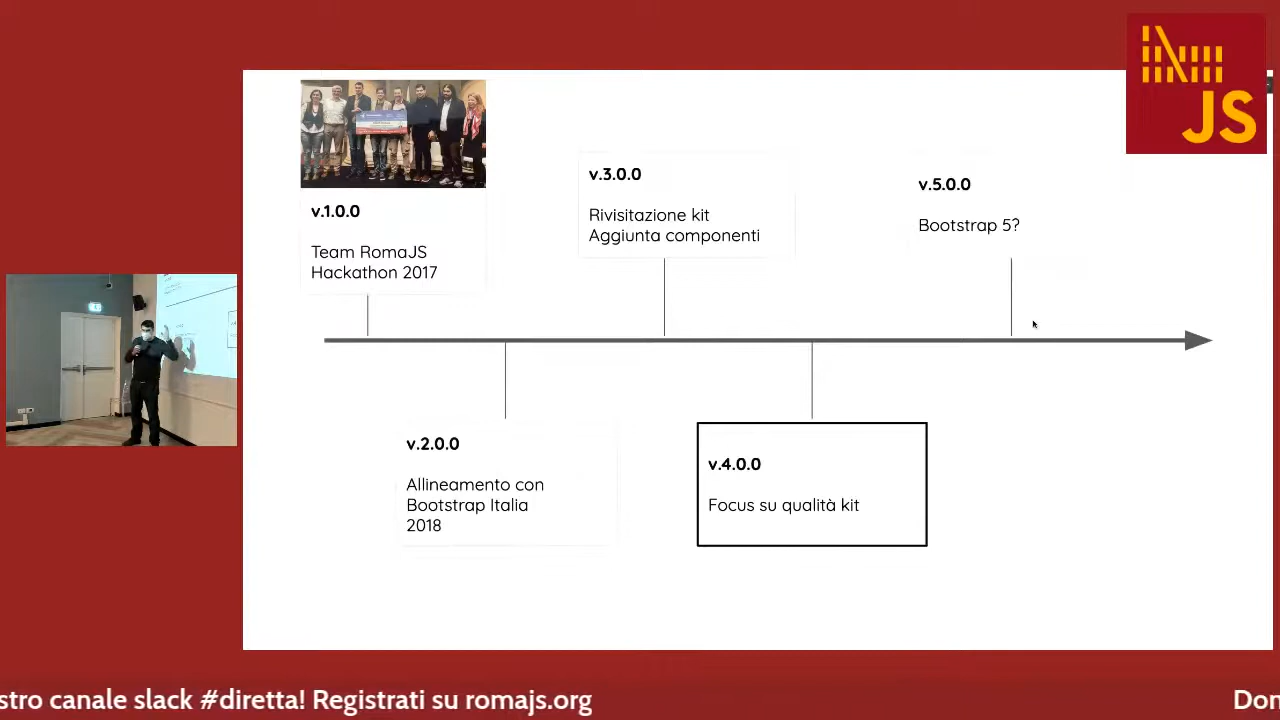 JS
v.1.0.0
Team RomaJS
Hackathon 2017
v.3.0.0
Rivisitazione kit
Aggiunta componenti
v.5.0.0
Bootstrap 5?
v.2.0.0
Allineamento con
Bootstrap Italia
2018
v.4.0.0
Focus su qualità kit
stro canale slack #diretta! Registrati su romajs.org
Don